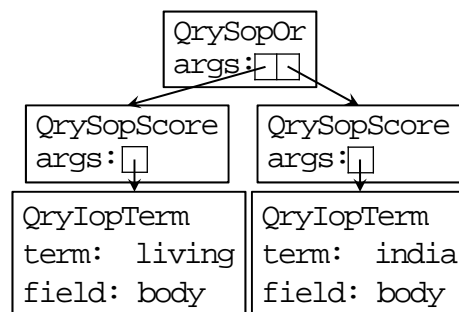 QrySopOr
args:
QrySopScore
args:
QrySopScore
args:
QryIopTerm
term: living
field: body
QryIopTerm
term: india
field: body